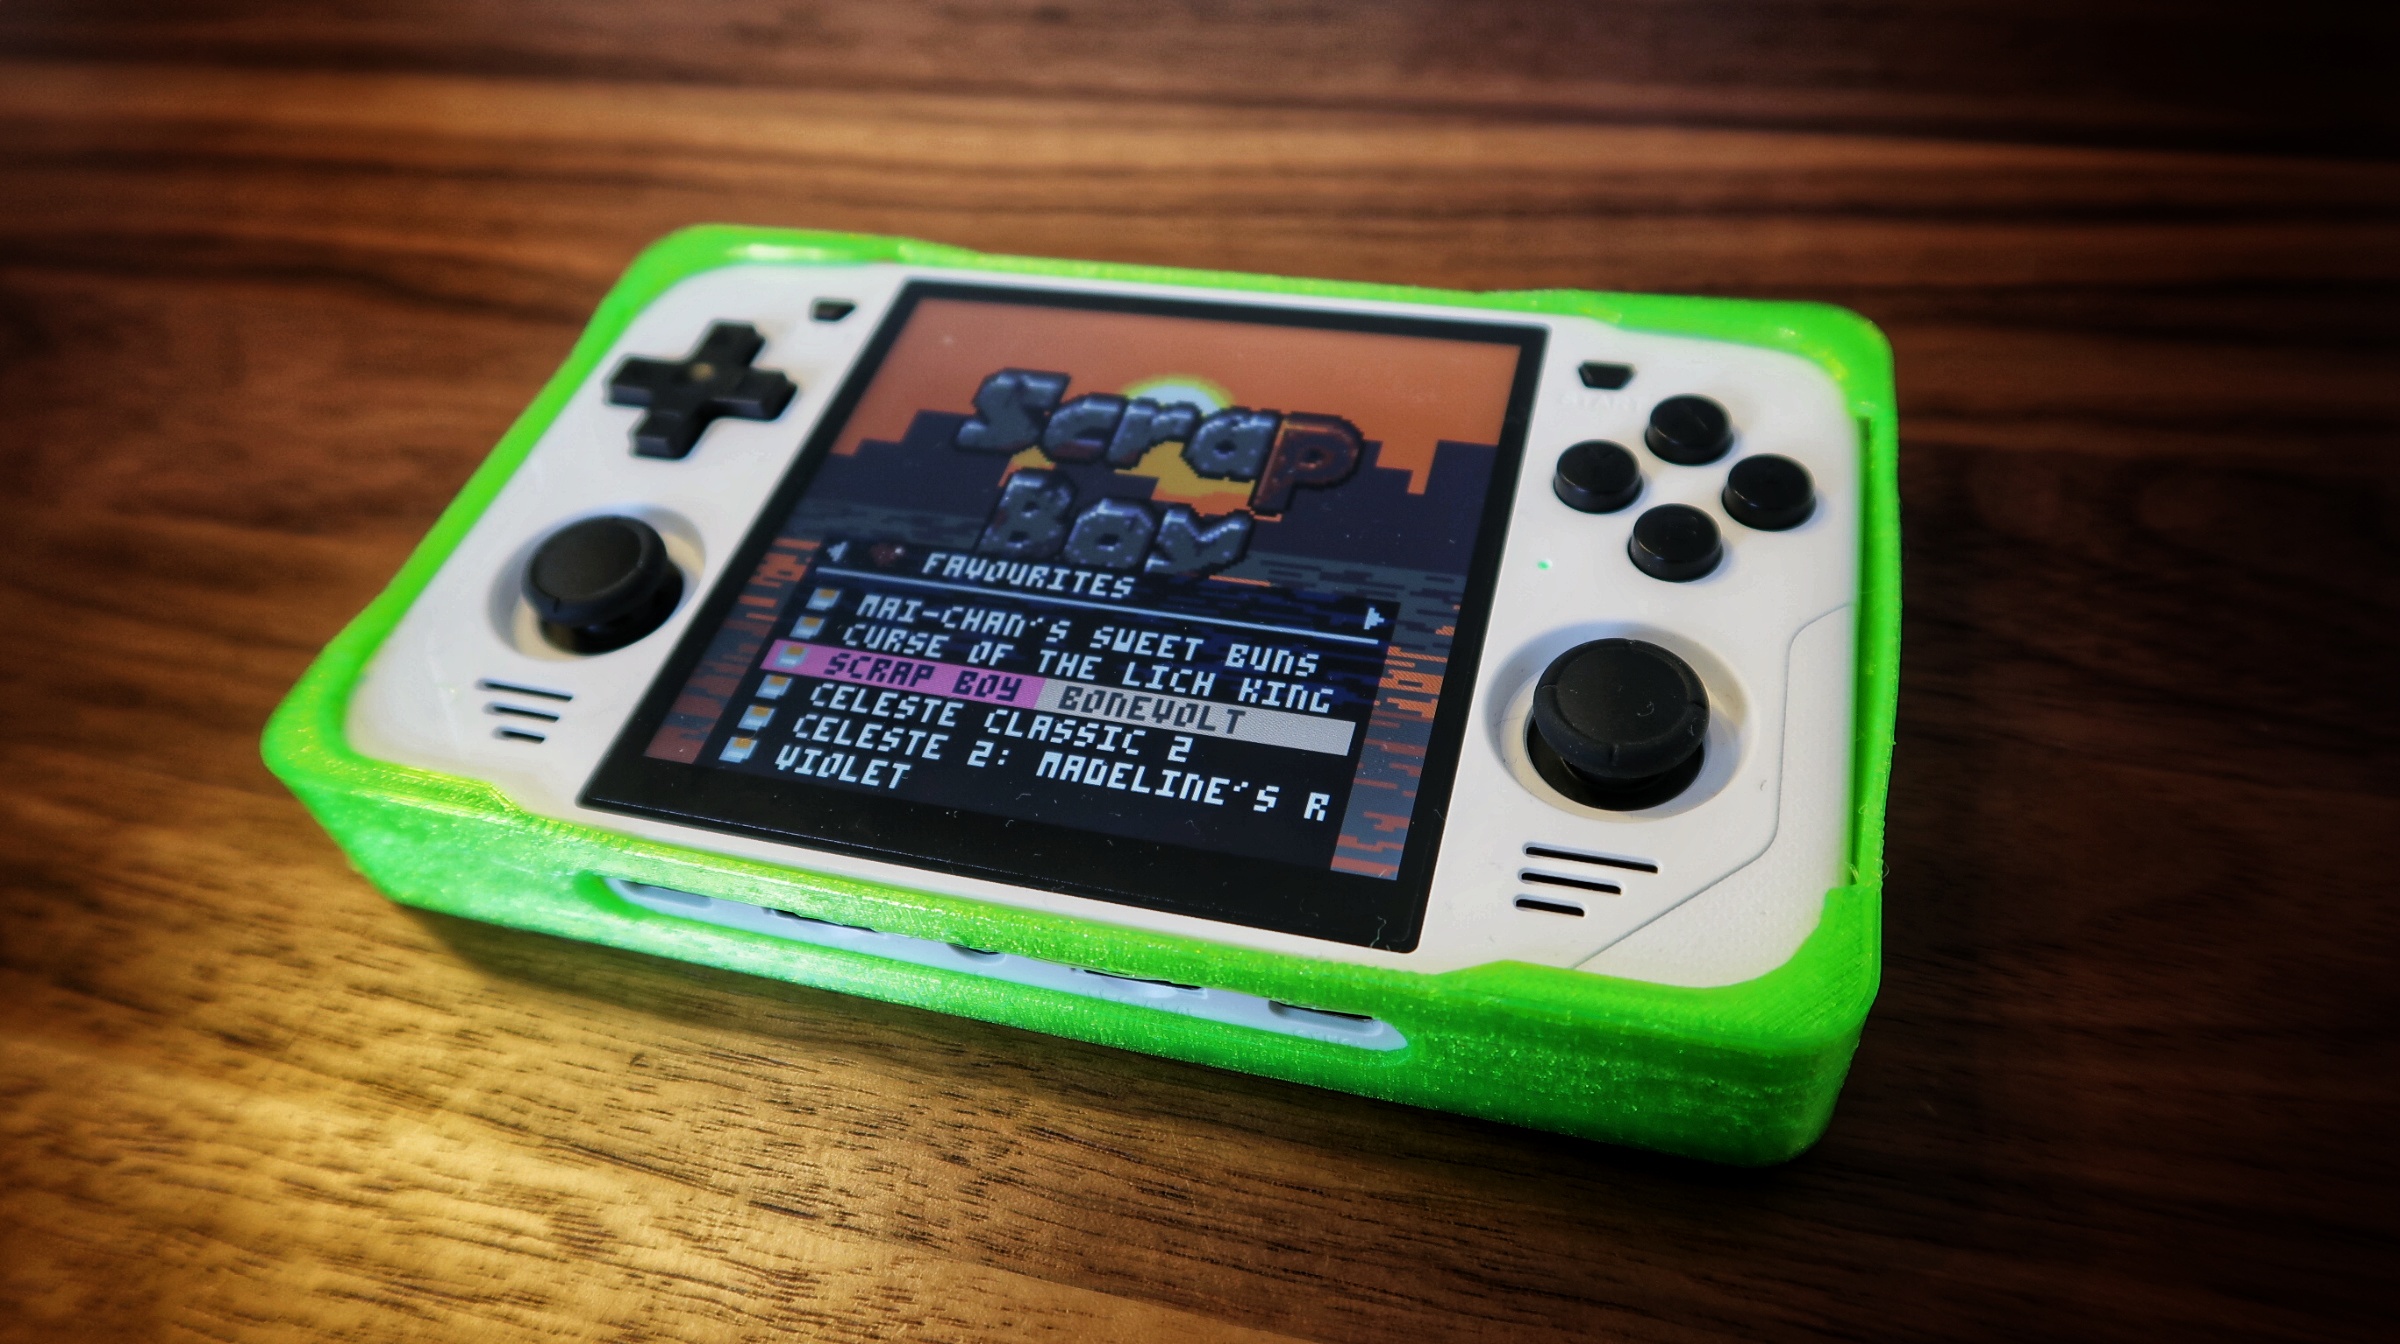 Scrap
Boy
FAVOURITES
MAI-CHAN'S SWEET BUNS
CURSE OF THE LICH KING
SCRAP BOY BONEVOLT
CELESTE CLASSIC 2
CELESTE 2: MADELINE'S R
VIOLET
START